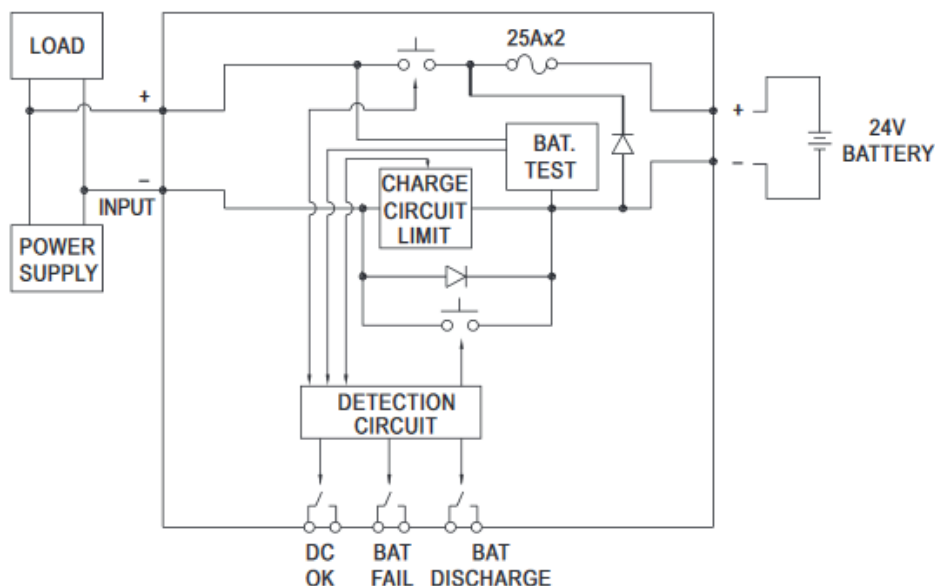 LOAD
25Ax2
+
+
24V
BATTERY
BAT.
TEST
–
–
CHARGE
CIRCUIT
LIMIT
INPUT
POWER
SUPPLY
DETECTION
CIRCUIT
DC
OK
BAT
FAIL
BAT
DISCHARGE